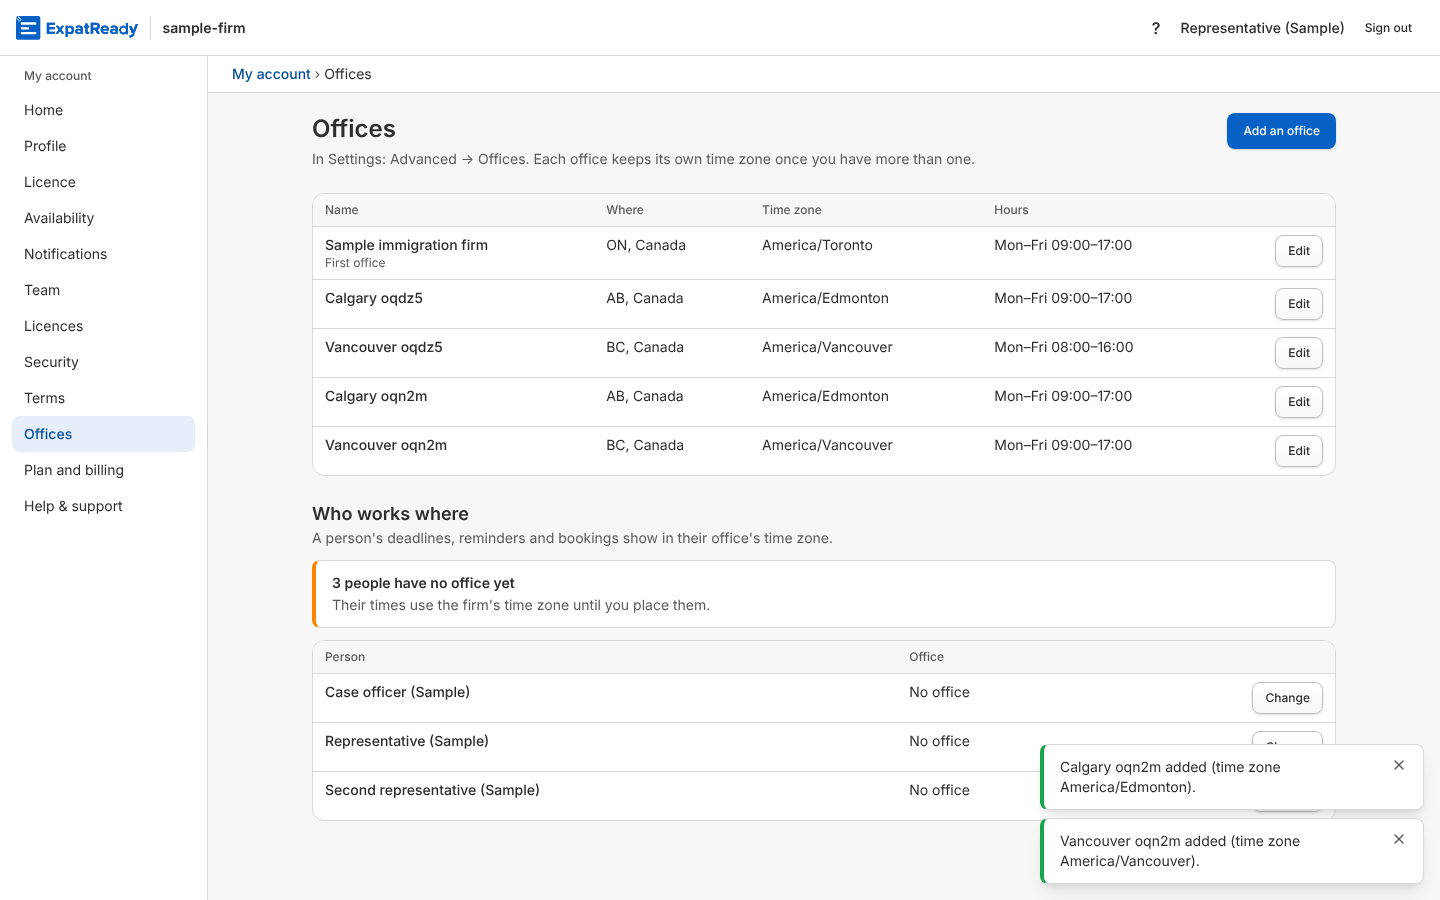 ExpatReady
sample-firm
?
Representative (Sample)
Sign out
My account
Home
Profile
Licence
Availability
Notifications
Team
Licences
Security
Terms
Offices
Plan and billing
Help & support
My account › Offices
Offices
Add an office
In Settings: Advanced → Offices. Each office keeps its own time zone once you have more than one.
Name Where Time zone Hours
Sample immigration firm ON, Canada America/Toronto Mon–Fri 09:00–17:00 Edit
First office
Calgary oqdz5 AB, Canada America/Edmonton Mon–Fri 09:00–17:00 Edit
Vancouver oqdz5 BC, Canada America/Vancouver Mon–Fri 08:00–16:00 Edit
Calgary oqn2m AB, Canada America/Edmonton Mon–Fri 09:00–17:00 Edit
Vancouver oqn2m BC, Canada America/Vancouver Mon–Fri 09:00–17:00 Edit
Who works where
A person's deadlines, reminders and bookings show in their office's time zone.
3 people have no office yet
Their times use the firm's time zone until you place them.
Person Office
Case officer (Sample) No office Change
Representative (Sample) No office
Second representative (Sample) No office
Calgary oqn2m added (time zone
America/Edmonton).
Vancouver oqn2m added (time zone
America/Vancouver).